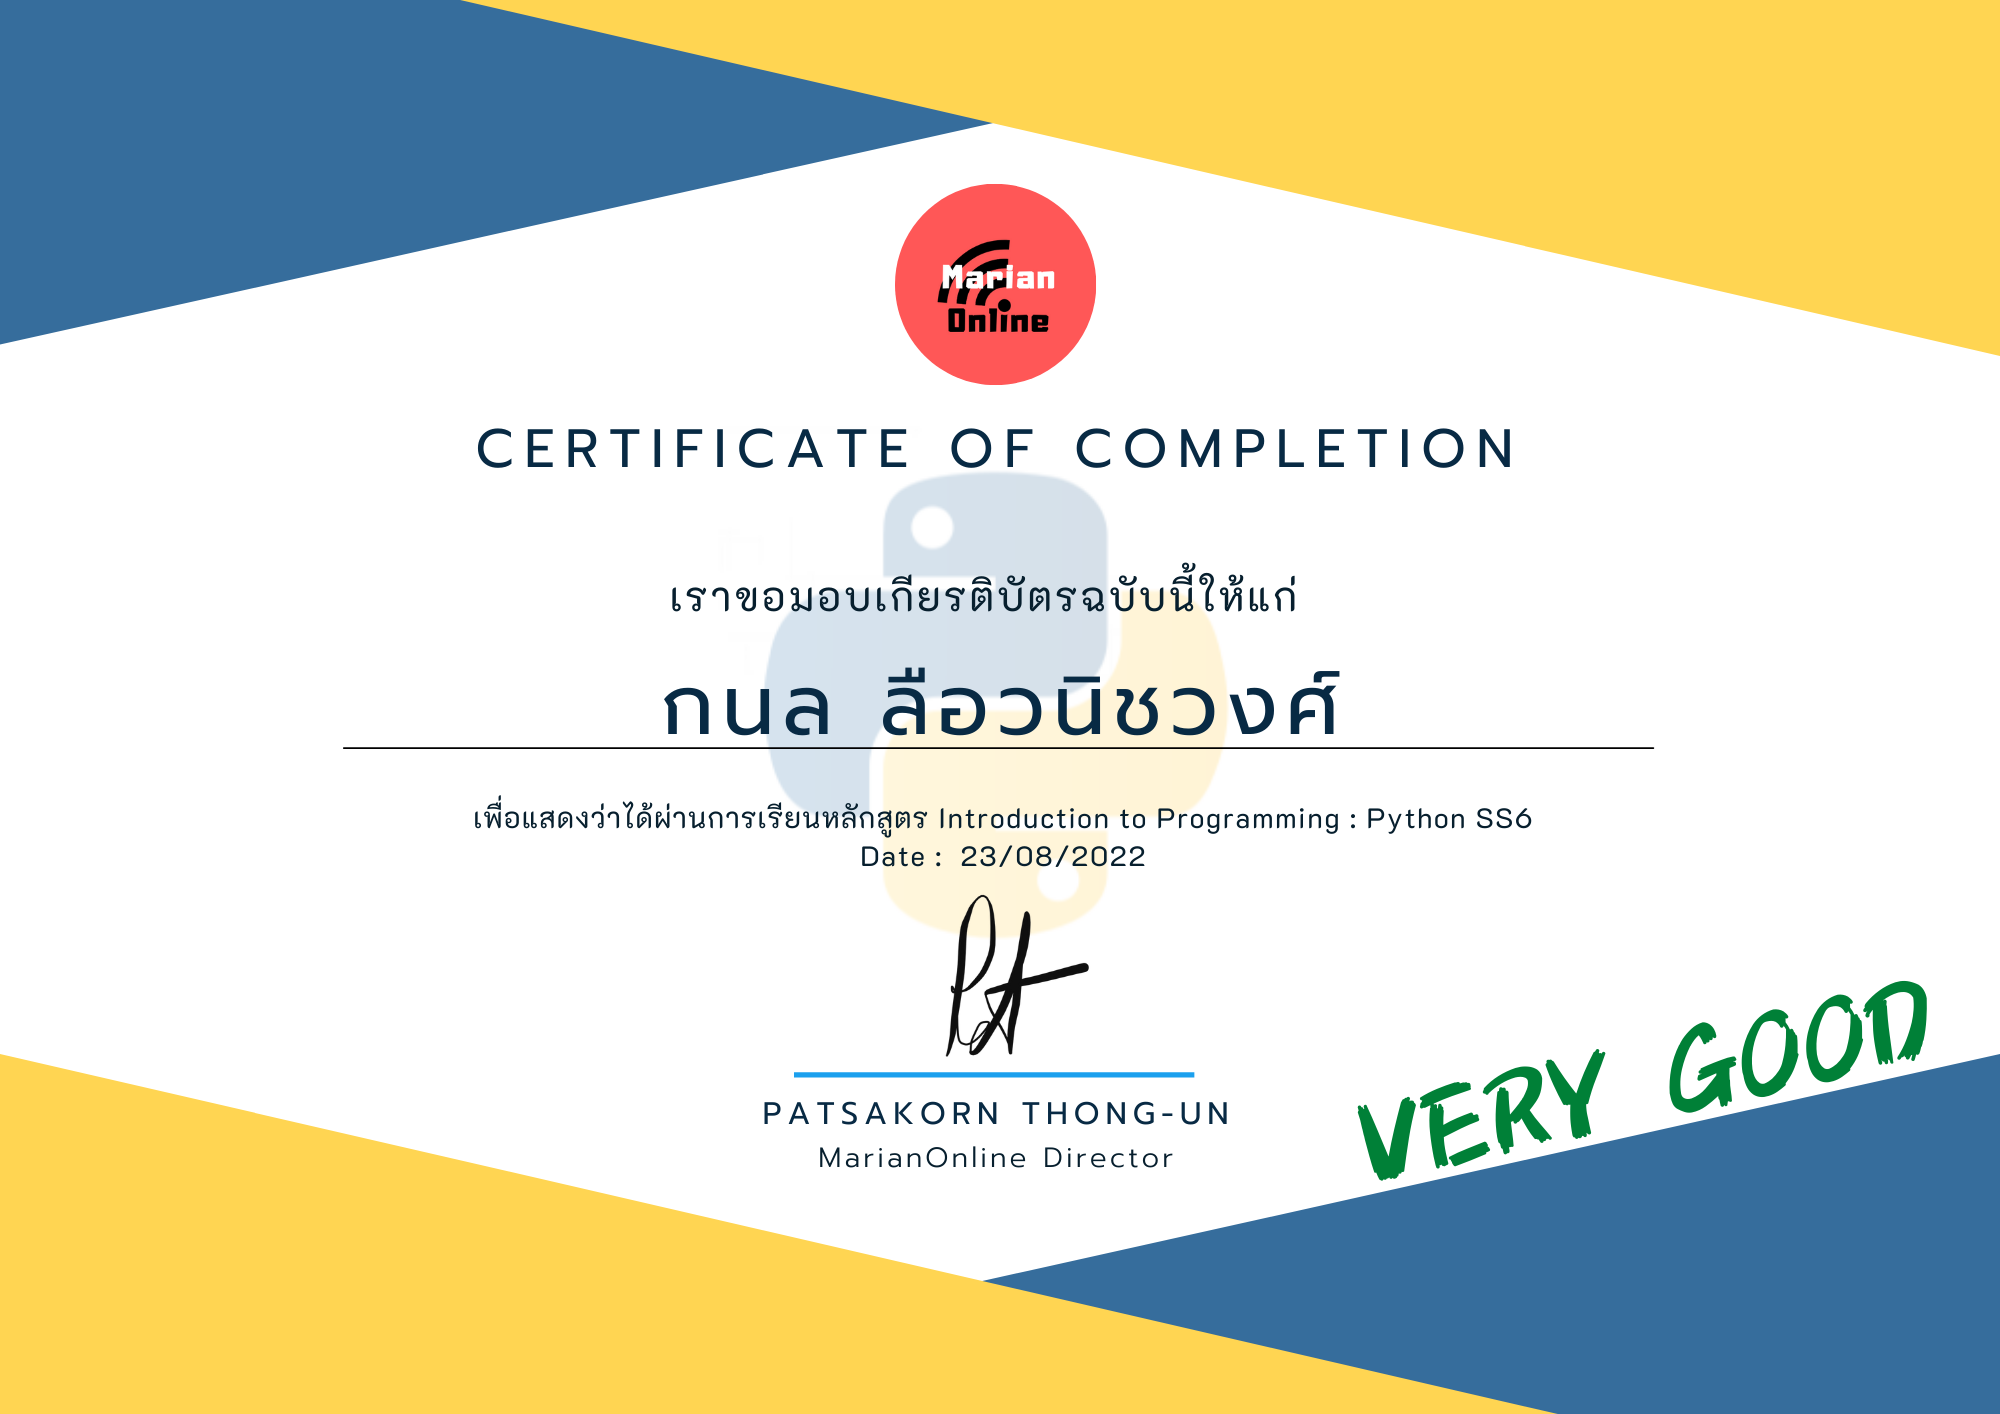 Marian
Online
CERTIFICATE OF COMPLETION
เราขอมอบเกียรติบัตรฉบับนี้ให้แก่
กนล ลือวนิชวงศ์
เพื่อแสดงว่าได้ผ่านการเรียนหลักสูตร Introduction to Programming : Python SS6
Date : 23/08/2022
PATSAKORN THONG-UN
MarianOnline Director
VERY GOOD